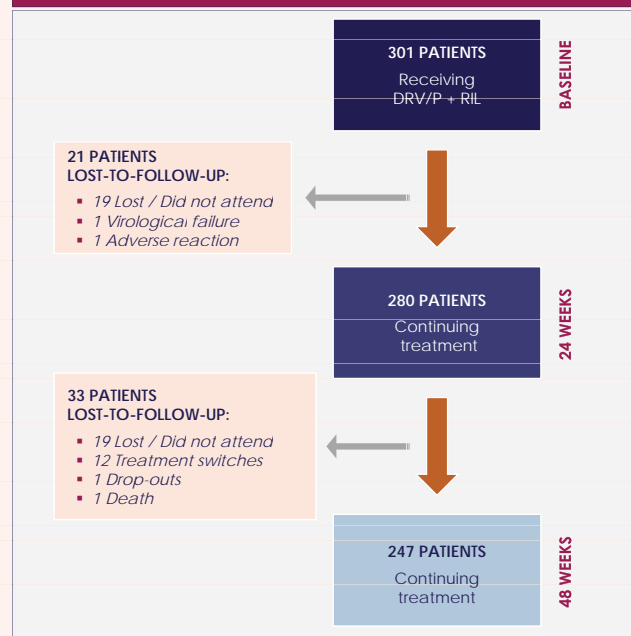 301 PATIENTS
Receiving
DRV/P + RIL
BASELINE
21 PATIENTS
LOST-TO-FOLLOW-UP:
▪ 19 Lost / Did not attend
▪ 1 Virological failure
▪ 1 Adverse reaction
280 PATIENTS
Continuing
treatment
24 WEEKS
33 PATIENTS
LOST-TO-FOLLOW-UP:
▪ 19 Lost / Did not attend
▪ 12 Treatment switches
▪ 1 Drop-outs
▪ 1 Death
247 PATIENTS
Continuing
treatment
48 WEEKS